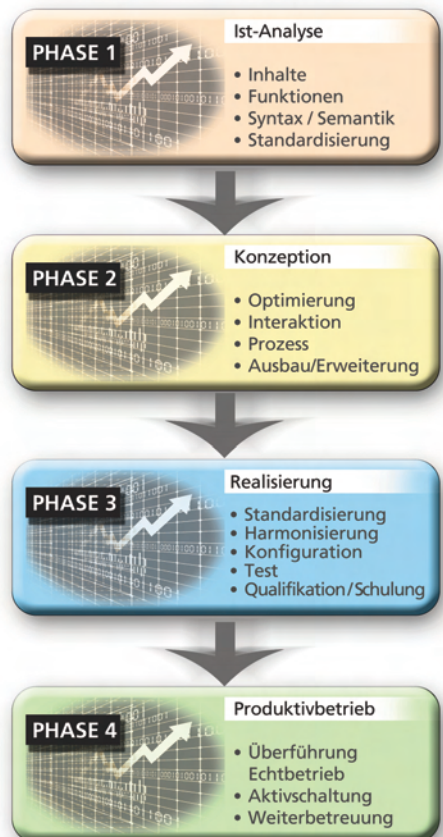 PHASE 1
Ist-Analyse
• Inhalte
• Funktionen
• Syntax / Semantik
• Standardisierung
PHASE 2
Konzeption
• Optimierung
• Interaktion
• Prozess
• Ausbau/Erweiterung
PHASE 3
Realisierung
• Standardisierung
• Harmonisierung
• Konfiguration
• Test
• Qualifikation/Schulung
PHASE 4
Produktivbetrieb
• Überführung
Echtbetrieb
• Aktivschaltung
• Weiterbetreuung